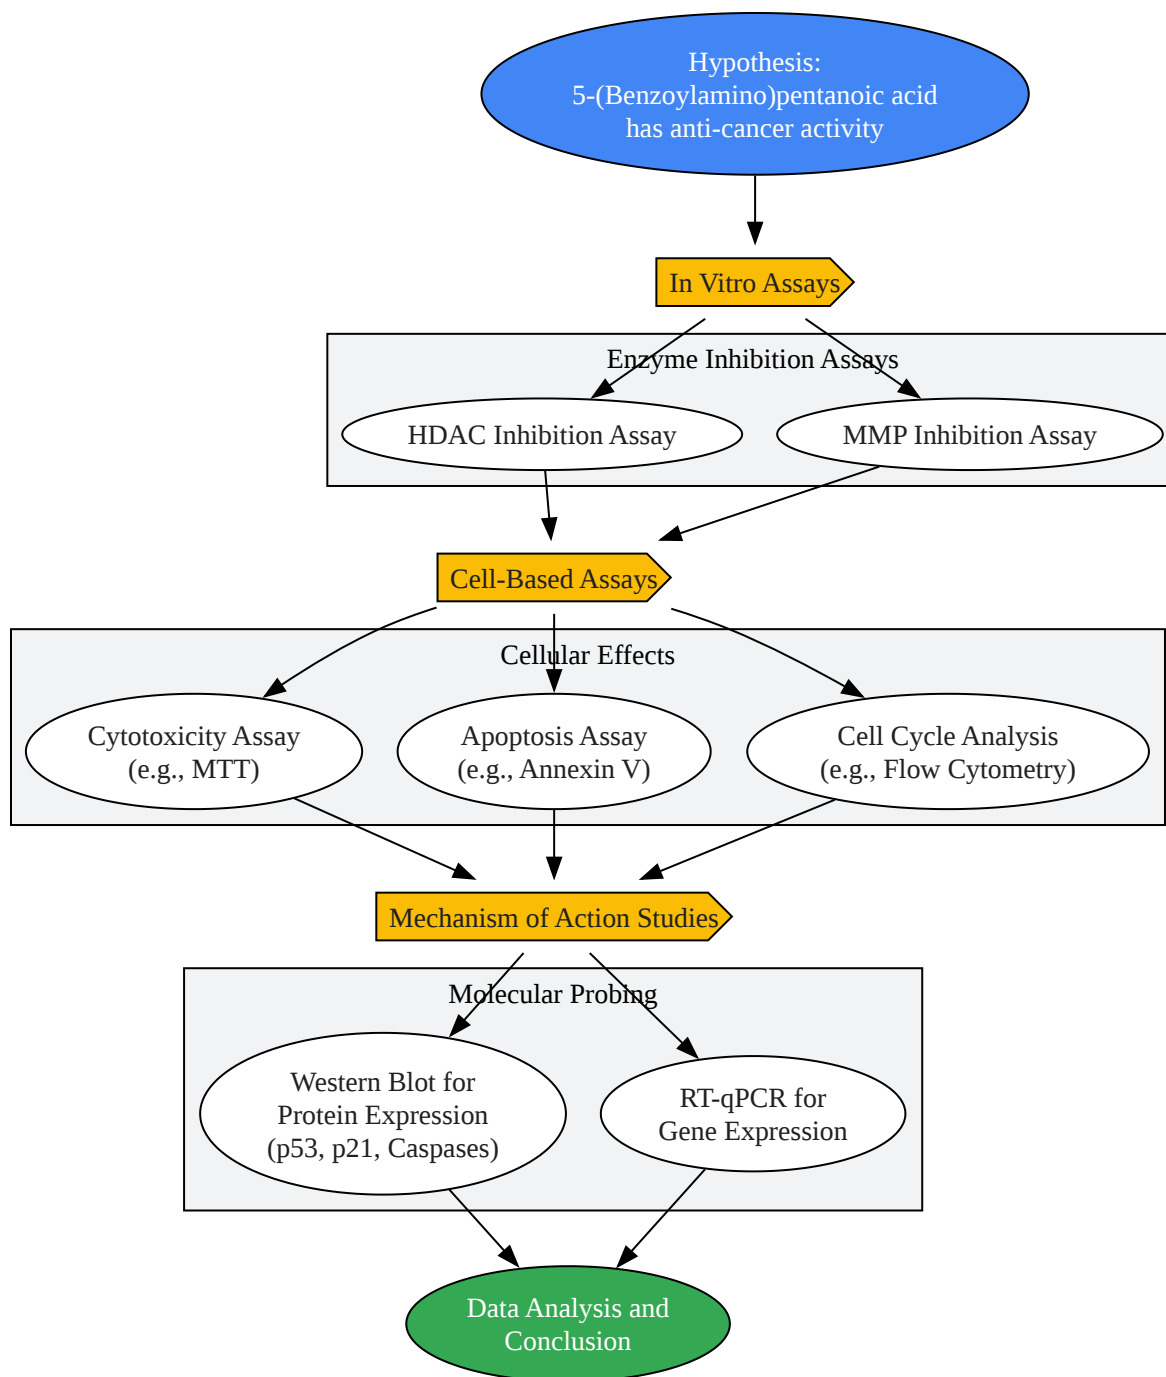 Hypothesis:
5-(Benzoylamino)pentanoic acid
has anti-cancer activity
In Vitro Assays
Enzyme Inhibition Assays
HDAC Inhibition Assay
MMP Inhibition Assay
Cell-Based Assays
Cellular Effects
Cytotoxicity Assay
(e.g., MTT)
Apoptosis Assay
(e.g., Annexin V)
Cell Cycle Analysis
(e.g., Flow Cytometry)
Mechanism of Action Studies
Molecular Probing
Western Blot for
Protein Expression
(p53, p21, Caspases)
RT-qPCR for
Gene Expression
Data Analysis and
Conclusion